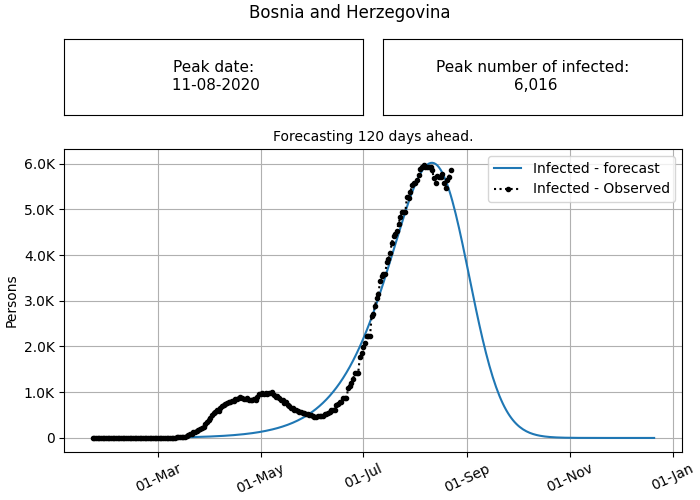 Bosnia and Herzegovina
Peak date:
11-08-2020
Peak number of infected:
6,016
Forecasting 120 days ahead.
Infected - forecast
Infected - Observed
Persons
6.0K
5.0K
4.0K
3.0K
2.0K
1.0K
0
01-Mar
01-May
01-Jul
01-Sep
01-Nov
01-Jan